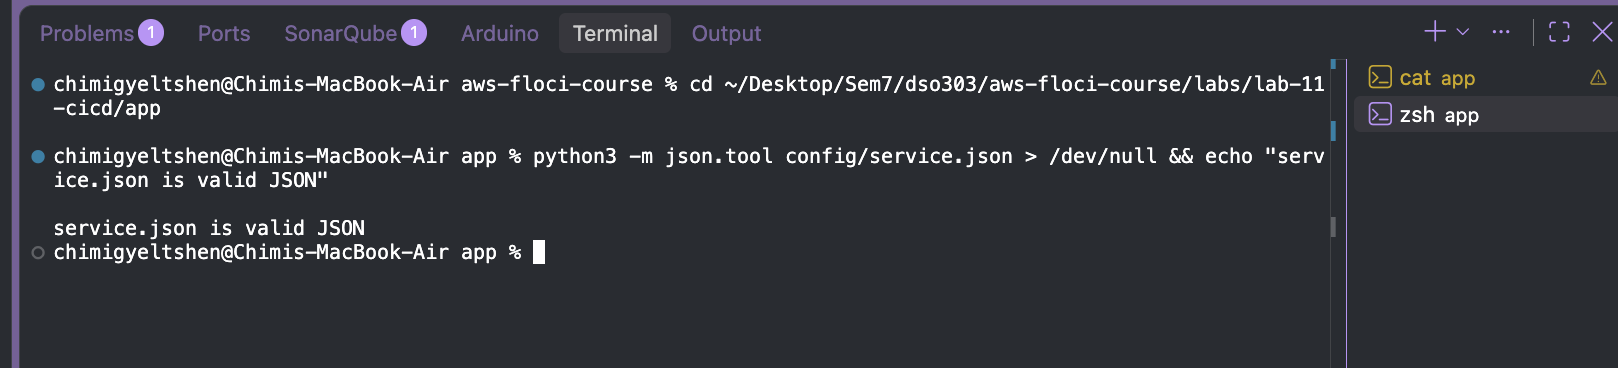 Problems 1 Ports SonarQube 1 Arduino Terminal Output
chimigyeltshen@Chimis-MacBook-Air aws-floci-course % cd ~/Desktop/Sem7/dso303/aws-floci-course/labs/lab-11
-cicd/app
chimigyeltshen@Chimis-MacBook-Air app % python3 -m json.tool config/service.json > /dev/null && echo "serv
ice.json is valid JSON"
service.json is valid JSON
chimigyeltshen@Chimis-MacBook-Air app %
cat app
zsh app